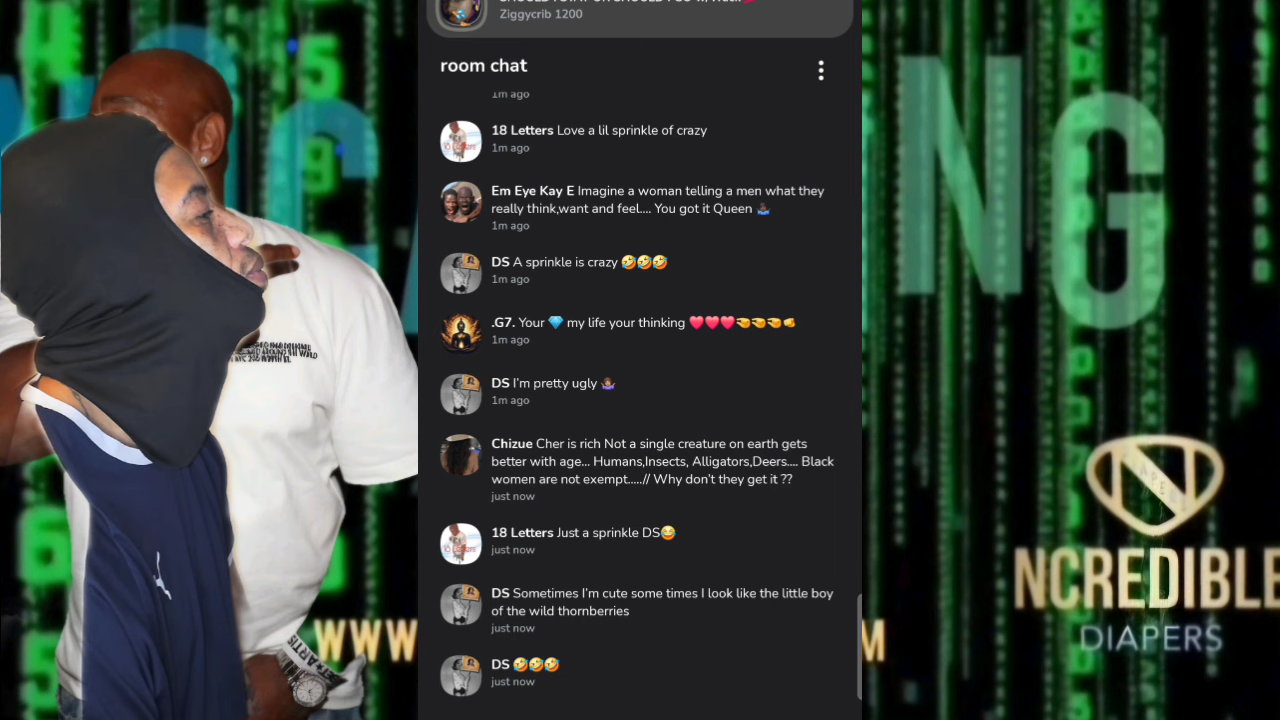 Ziggycrib 1200
room chat
1m ago
18 Letters Love a lil sprinkle of crazy
1m ago
Em Eye Kay E Imagine a woman telling a men what they
really think,want and feel.... You got it Queen 🤷🏿‍♂️
1m ago
DS A sprinkle is crazy 🤣🤣🤣
1m ago
.G7. Your 💎 my life your thinking ❤️❤️❤️🤜🤜🤜🤛
1m ago
DS I'm pretty ugly 🤷🏽‍♀️
1m ago
Chizue Cher is rich Not a single creature on earth gets
better with age... Humans,Insects, Alligators,Deers.... Black
women are not exempt.....// Why don't they get it ??
just now
18 Letters Just a sprinkle DS😂
just now
DS Sometimes I'm cute some times I look like the little boy
of the wild thornberries
just now
DS 🤣🤣🤣
just now
NG
WWW
M
NCREDIBLE
DIAPERS